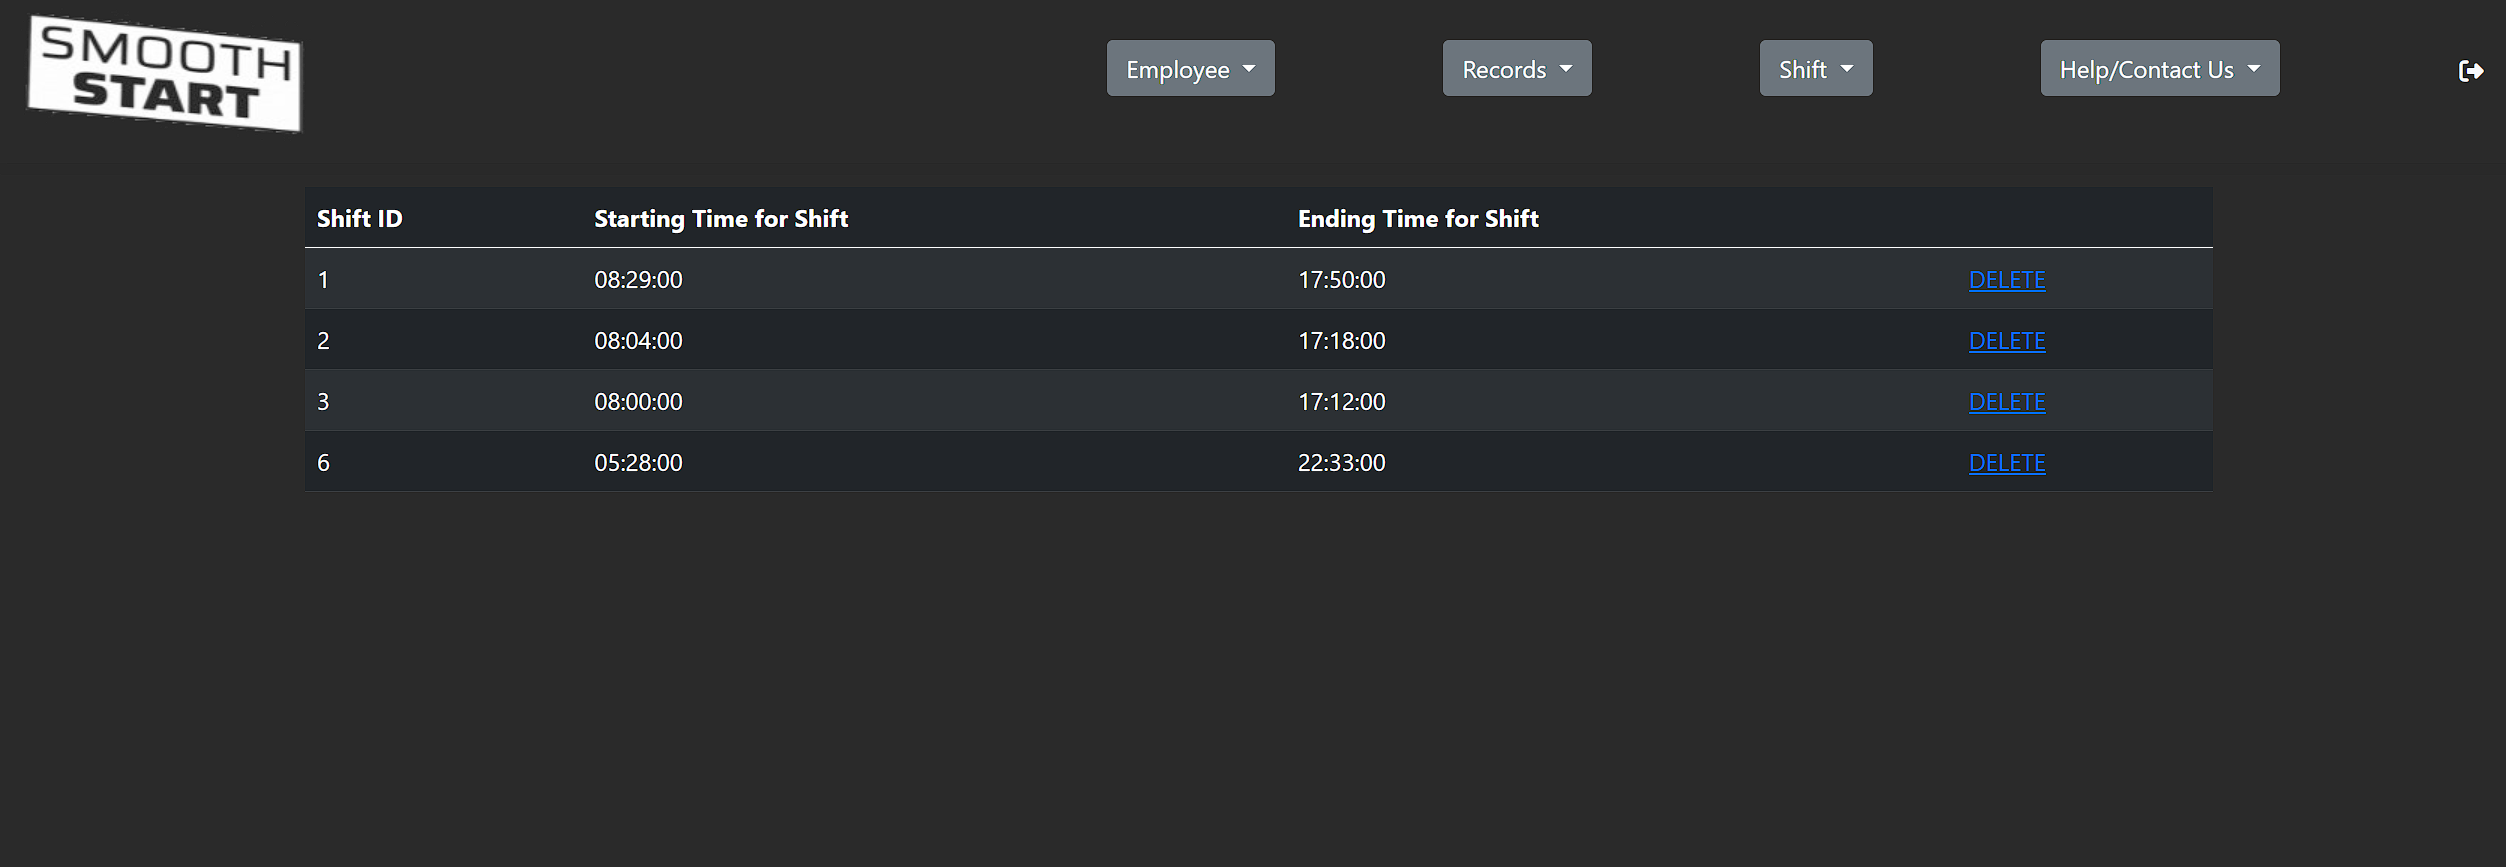 SMOOTH
START
Employee
Records
Shift
Help/Contact Us
Shift ID Starting Time for Shift Ending Time for Shift
1 08:29:00 17:50:00 DELETE
2 08:04:00 17:18:00 DELETE
3 08:00:00 17:12:00 DELETE
6 05:28:00 22:33:00 DELETE